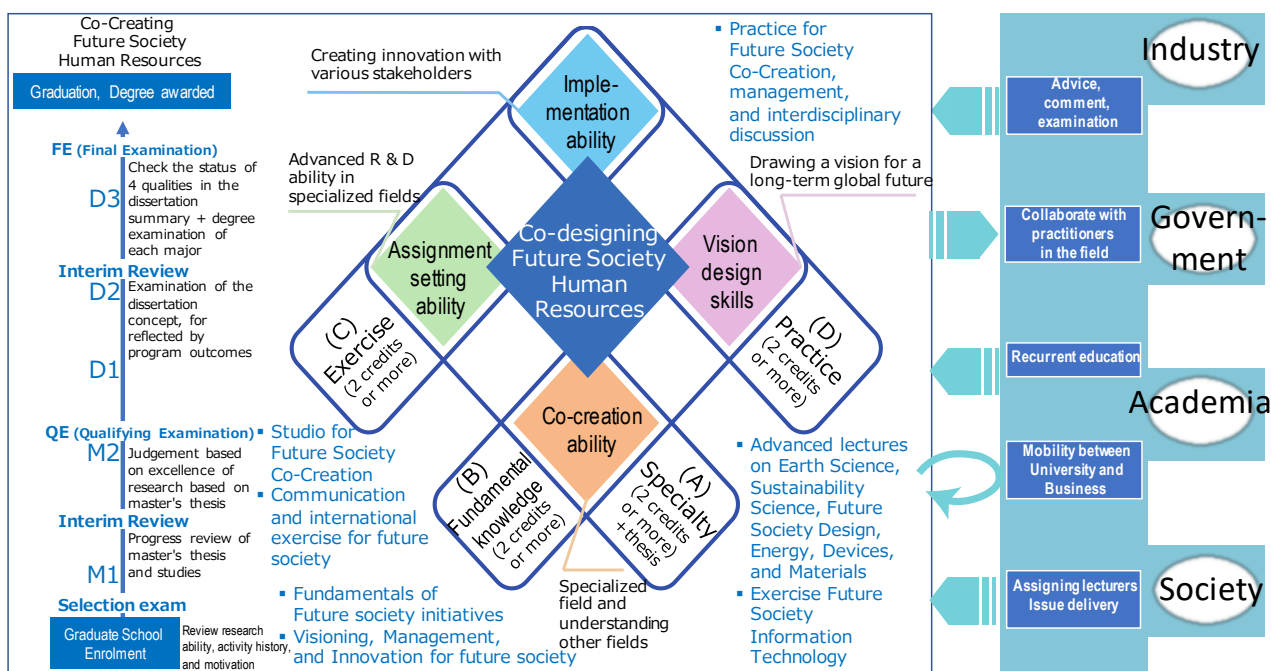 Co-Creating
Future Society
Human Resources
Graduation, Degree awarded
FE (Final Examination)
D3
Check the status of
4 qualities in the
dissertation
summary + degree
examination of
each major
Interim Review
D2
Examination of the
dissertation
concept, for
reflected by
program outcomes
D1
QE (Qualifying Examination)
M2
Judgement based
on excellence of
research based on
master's thesis
Interim Review
Progress review of
master's thesis
and studies
M1
Selection exam
Graduate School
Enrolment
Review research
ability, activity history,
and motivation
Creating innovation with
various stakeholders
Advanced R & D
ability in
specialized fields
Imple-
mentation
ability
Assignment
setting
ability
Co-designing
Future Society
Human
Resources
Vision
design
skills
Co-creation
ability
(C)
Exercise
(2 credits
or more)
(B)
Fundamental
knowledge
(2 credits
or more)
(A)
Specialty
(2 credits
or more)
+thesis
(D)
Practice
(2 credits
or more)
▪ Practice for
Future Society
Co-Creation,
management,
and interdisciplinary
discussion
Drawing a vision for a
long-term global future
▪ Studio for
Future Society
Co-Creation
▪ Communication
and international
exercise for future
society
▪ Fundamentals of
Future society initiatives
▪ Visioning, Management,
and Innovation for future society
Specialized
field and
understanding
other fields
▪ Advanced lectures
on Earth Science,
Sustainability
Science, Future
Society Design,
Energy, Devices,
and Materials
▪ Exercise Future
Society
Information
Technology
Industry
Advice,
comment,
examination
Govern-
ment
Collaborate with
practitioners
in the field
Recurrent education
Academia
Mobility between
University and
Business
Society
Assigning lecturers
Issue delivery